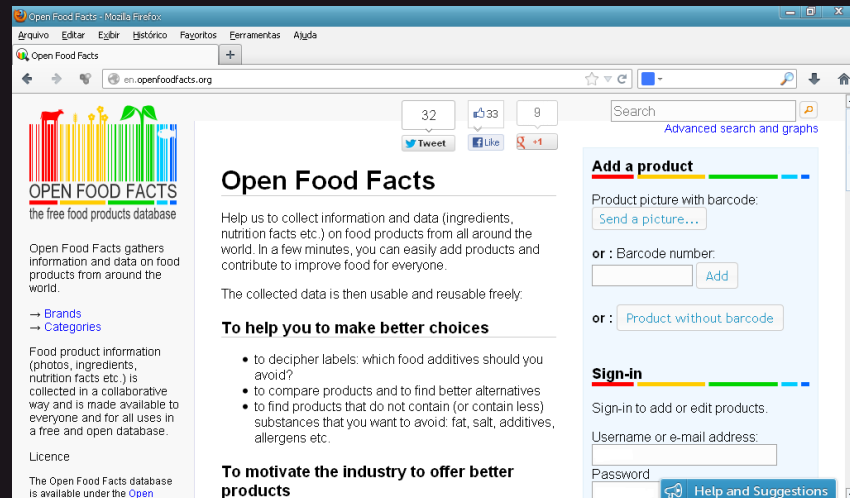 Open Food Facts - Mozilla Firefox
Arquivo Editar Exibir Histórico Favoritos Ferramentas Ajuda
Open Food Facts
en.openfoodfacts.org
OPEN FOOD FACTS
the free food products database
Open Food Facts gathers
information and data on food
products from around the
world.
→ Brands
→ Categories
Food product information
(photos, ingredients,
nutrition facts etc.) is
collected in a collaborative
way and is made available to
everyone and for all uses in
a free and open database.
Licence
The Open Food Facts database
is available under the Open
32 33 9
Tweet Like +1
Open Food Facts
Help us to collect information and data (ingredients,
nutrition facts etc.) on food products from all around the
world. In a few minutes, you can easily add products and
contribute to improve food for everyone.
The collected data is then usable and reusable freely:
To help you to make better choices
• to decipher labels: which food additives should you
avoid?
• to compare products and to find better alternatives
• to find products that do not contain (or contain less)
substances that you want to avoid: fat, salt, additives,
allergens etc.
To motivate the industry to offer better
products
Search
Advanced search and graphs
Add a product
Product picture with barcode:
Send a picture...
or : Barcode number:
Add
or : Product without barcode
Sign-in
Sign-in to add or edit products.
Username or e-mail address:
Password
Help and Suggestions